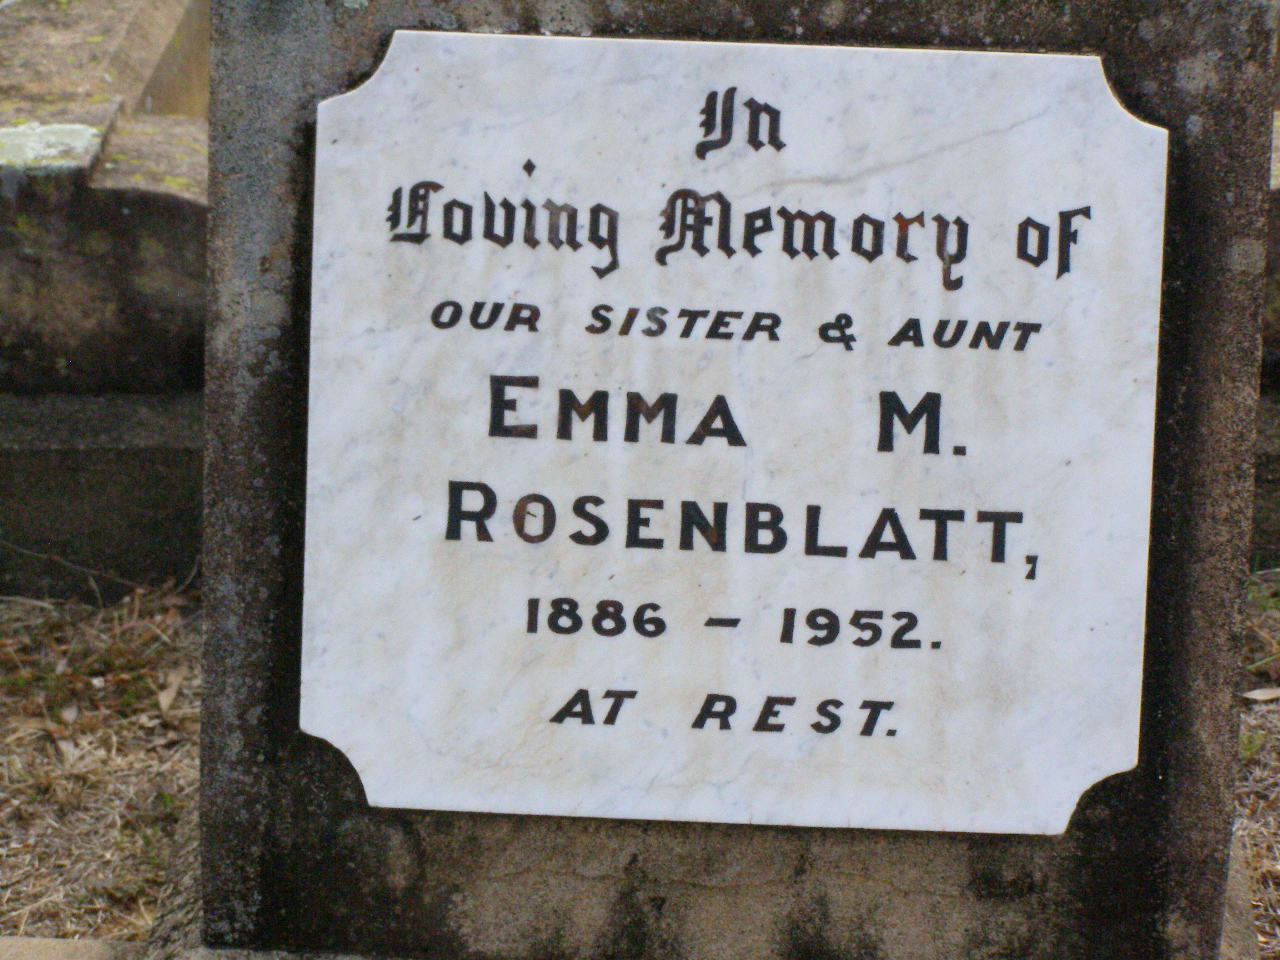 In
Loving Memory of
OUR SISTER & AUNT
EMMA M.
ROSENBLATT,
1886 – 1952.
AT REST.